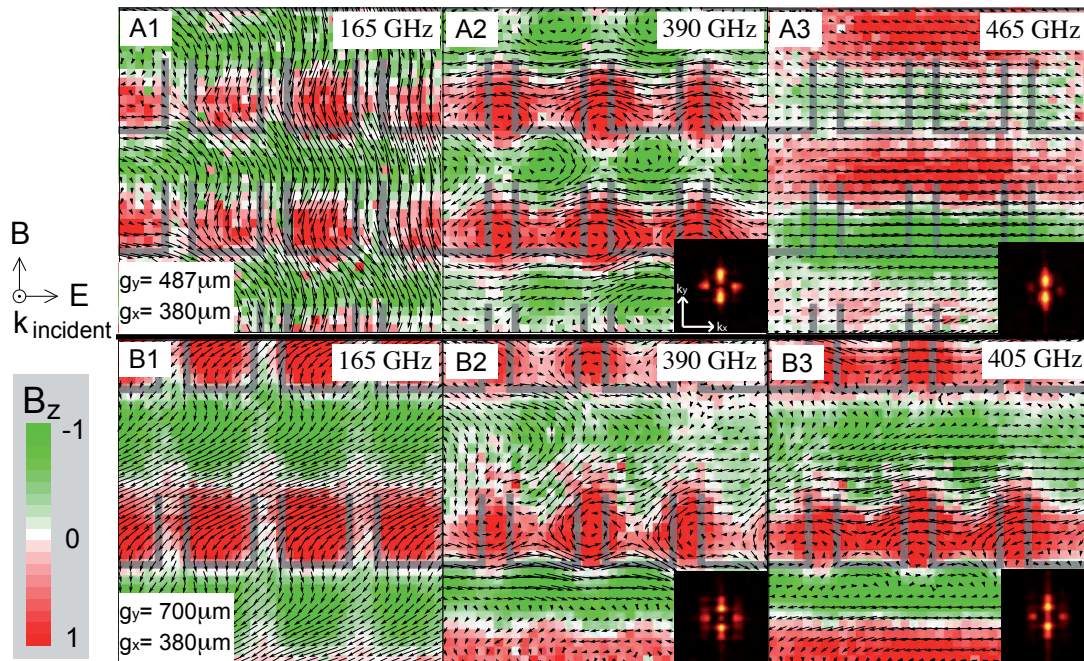 A1
165 GHz
A2
390 GHz
A3
465 GHz
B
E
k incident
gy= 487μm
gx= 380μm
ky
kx
B1
165 GHz
B2
390 GHz
B3
405 GHz
Bz
-1
0
1
gy= 700μm
gx= 380μm